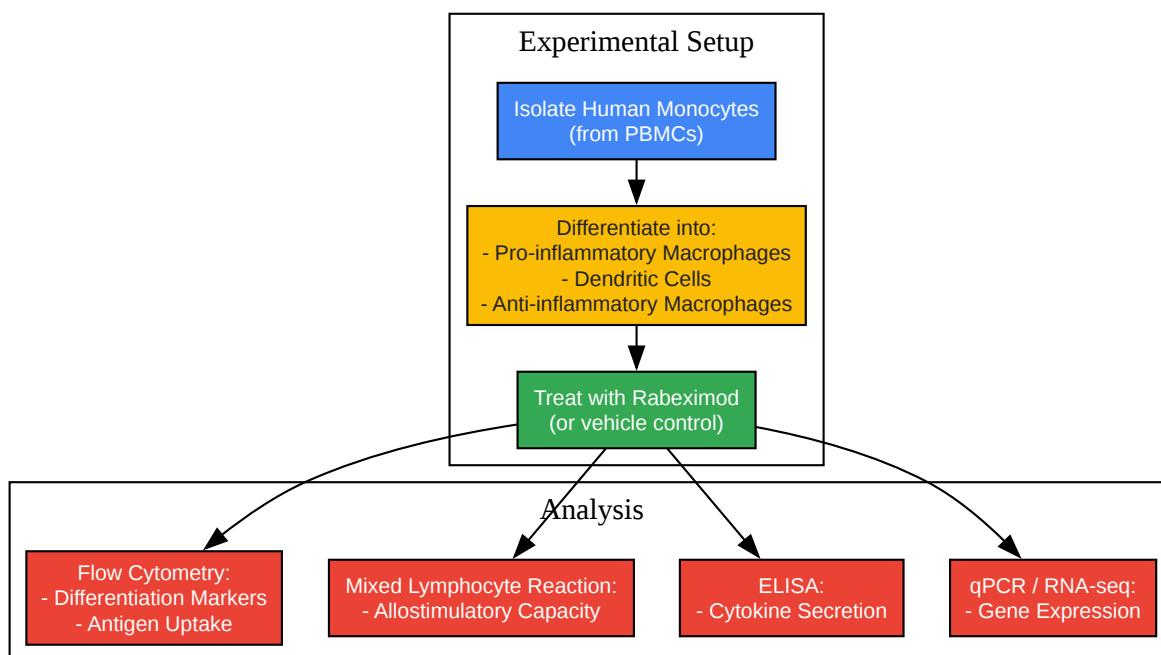 Experimental Setup
Isolate Human Monocytes
(from PBMCs)
Differentiate into:
- Pro-inflammatory Macrophages
- Dendritic Cells
- Anti-inflammatory Macrophages
Treat with Rabeximod
(or vehicle control)
Analysis
Flow Cytometry:
- Differentiation Markers
- Antigen Uptake
Mixed Lymphocyte Reaction:
- Allostimulatory Capacity
ELISA:
- Cytokine Secretion
qPCR / RNA-seq:
- Gene Expression